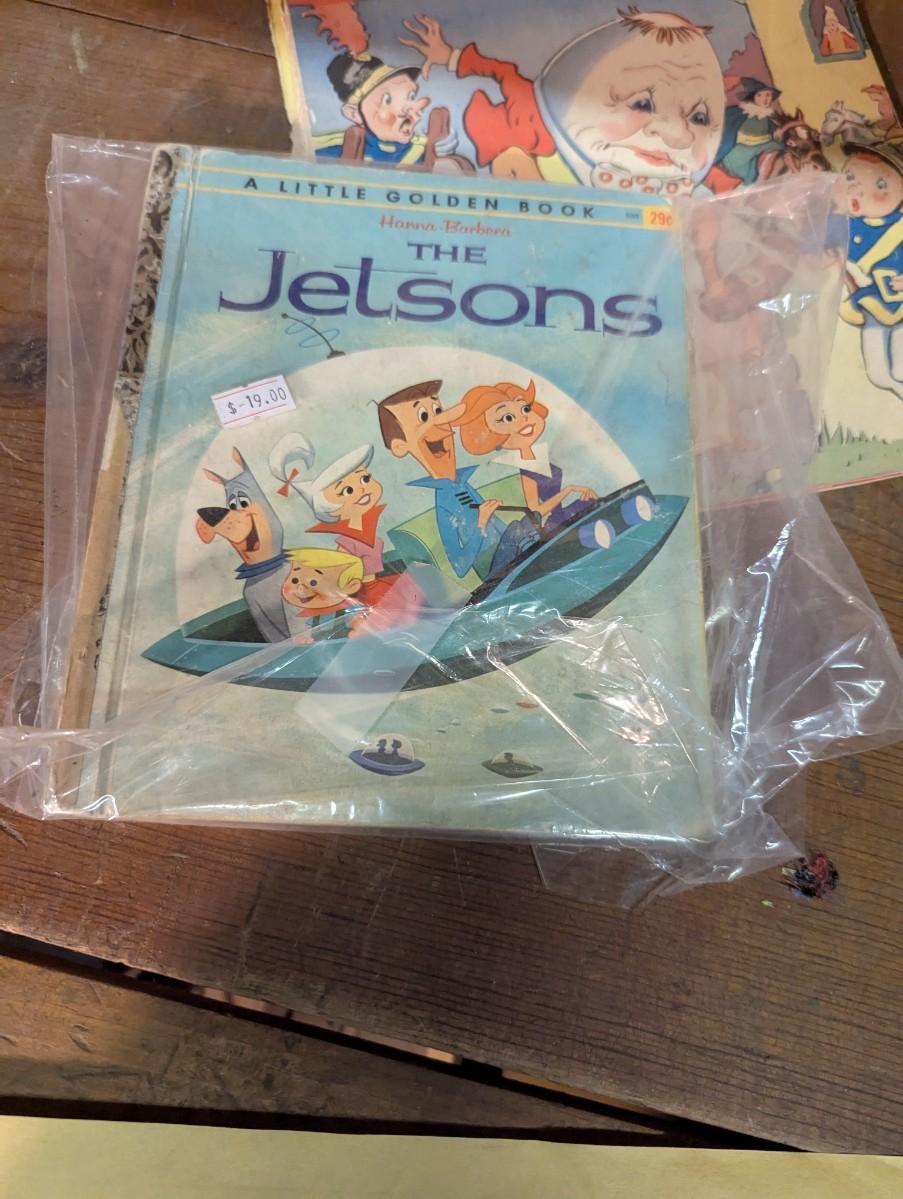 A LITTLE GOLDEN BOOK
29¢
Hanna-Barbera
THE
Jetsons
$-19.00